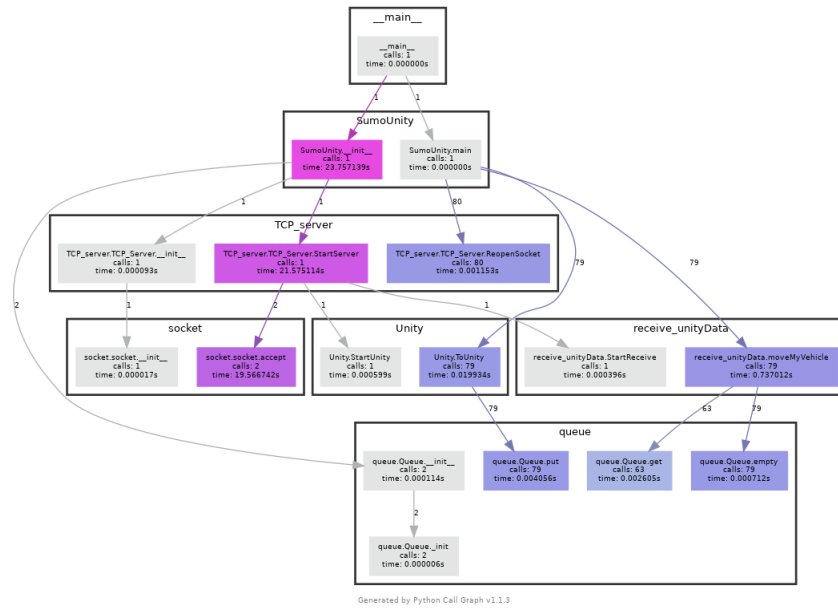 __main__
__main__
calls: 1
time: 0.000000s
1
1
SumoUnity
SumoUnity.__init__
calls: 1
time: 23.757139s
SumoUnity.main
calls: 1
time: 0.000000s
1
1
80
TCP_server
TCP_server.TCP_Server.__init__
calls: 1
time: 0.000093s
TCP_server.TCP_Server.StartServer
calls: 1
time: 21.575114s
TCP_server.TCP_Server.ReopenSocket
calls: 80
time: 0.001153s
79
79
2
1
2
1
1
socket
socket.socket.__init__
calls: 1
time: 0.000017s
socket.socket.accept
calls: 2
time: 19.566742s
Unity
Unity.StartUnity
calls: 1
time: 0.000599s
Unity.ToUnity
calls: 79
time: 0.019934s
receive_unityData
receive_unityData.StartReceive
calls: 1
time: 0.000396s
receive_unityData.moveMyVehicle
calls: 79
time: 0.737012s
79
63
79
queue
queue.Queue.__init__
calls: 2
time: 0.000114s
queue.Queue.put
calls: 79
time: 0.004056s
queue.Queue.get
calls: 63
time: 0.002605s
queue.Queue.empty
calls: 79
time: 0.000712s
2
queue.Queue._init
calls: 2
time: 0.000006s
Generated by Python Call Graph v1.1.3